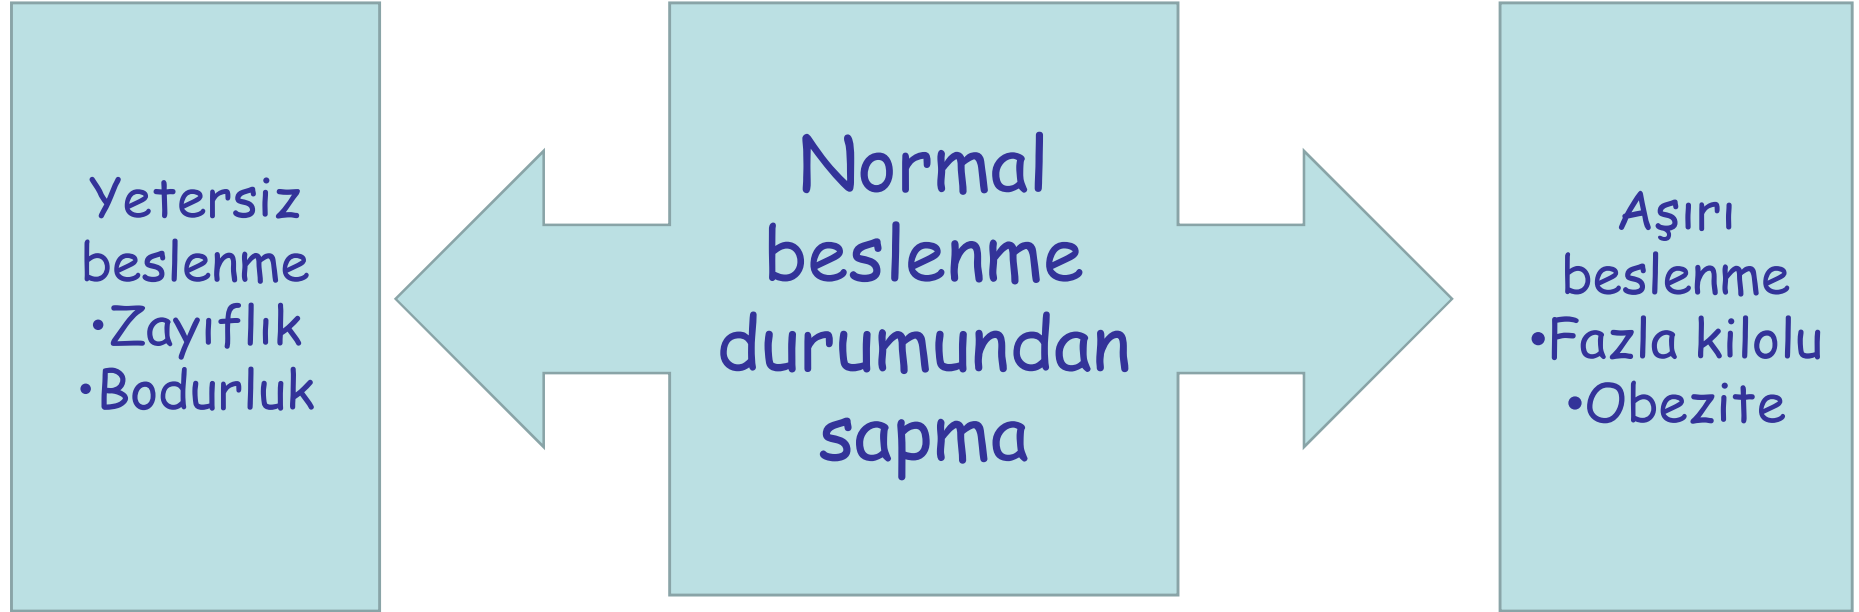 Yetersiz
beslenme
•Zayıflık
•Bodurluk
Normal
beslenme
durumundan
sapma
Aşırı
beslenme
•Fazla kilolu
•Obezite